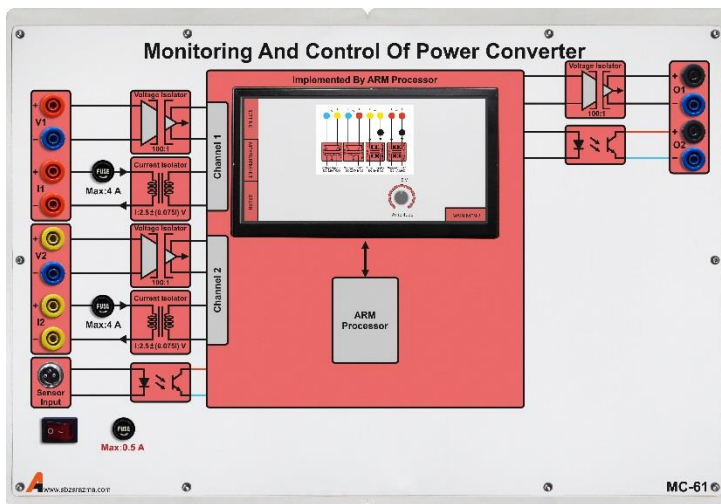 Monitoring And Control Of Power Converter
Implemented By ARM Processor
Voltage Isolator
100:1
+
V1
−
+
I1
−
FUSE
Max:4 A
Current Isolator
I:2.5±(0.075I) V
Channel 1
+
V2
−
Voltage Isolator
100:1
+
I2
−
FUSE
Max:4 A
Current Isolator
I:2.5±(0.075I) V
Channel 2
Sensor
Input
FUSE
Max:0.5 A
ARM
Processor
Voltage Isolator
100:1
+
O1
−
+
O2
−
www.abzarazma.com
MC-61